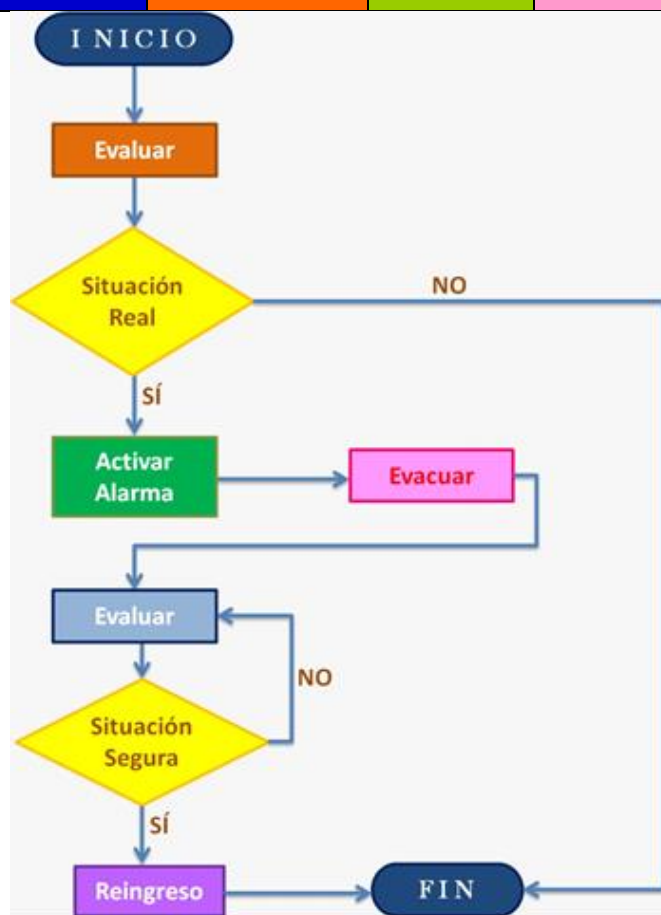 INICIO
Evaluar
Situación
Real
NO
SÍ
Activar
Alarma
Evacuar
Evaluar
NO
Situación
Segura
SÍ
Reingreso
FIN